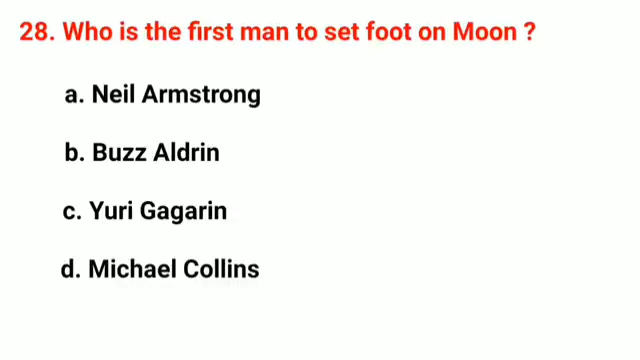 28. Who is the first man to set foot on Moon ?
a. Neil Armstrong
b. Buzz Aldrin
c. Yuri Gagarin
d. Michael Collins